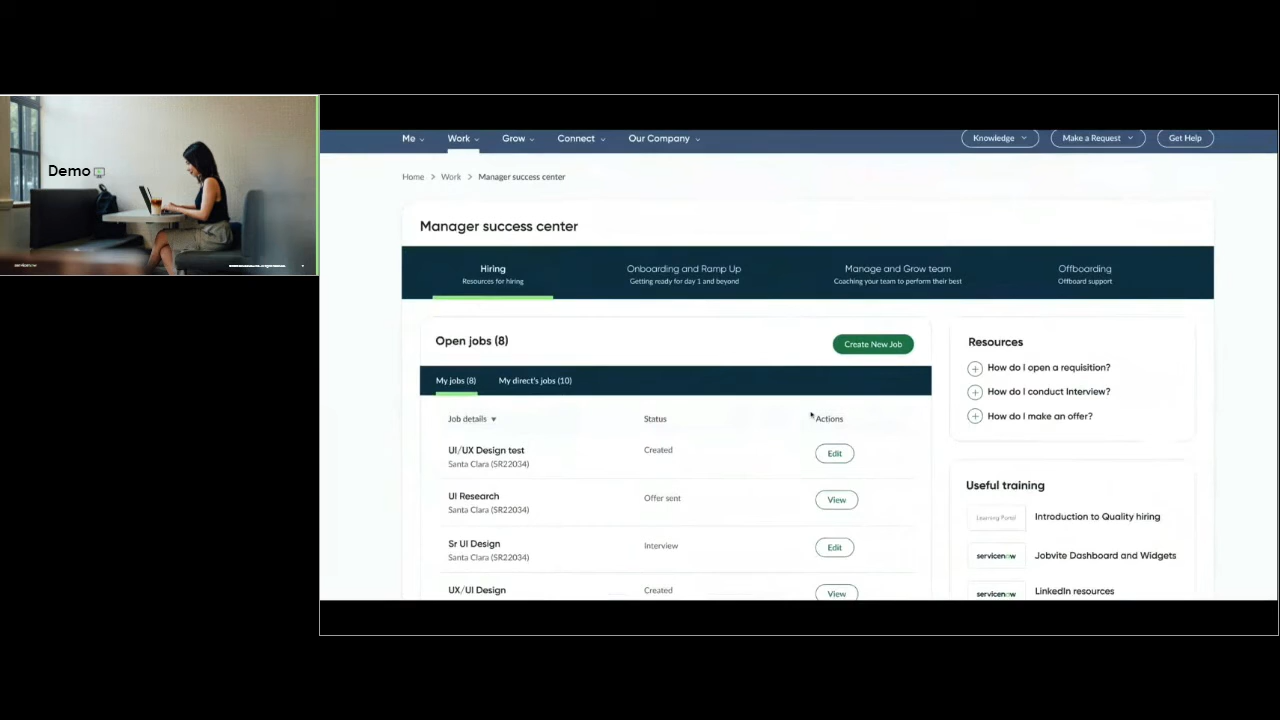 Demo
servicenow
Me
Work
Grow
Connect
Our Company
Knowledge
Make a Request
Get Help
Home > Work > Manager success center
Manager success center
Hiring
Resources for hiring
Onboarding and Ramp Up
Getting ready for day 1 and beyond
Manage and Grow team
Coaching your team to perform their best
Offboarding
Offboard support
Open jobs (8)
Create New Job
My jobs (8)
My direct's jobs (10)
Job details
Status
Actions
UI/UX Design test
Santa Clara (SR22034)
Created
Edit
UI Research
Santa Clara (SR22034)
Offer sent
View
Sr UI Design
Santa Clara (SR22034)
Interview
Edit
UX/UI Design
Created
View
Resources
How do I open a requisition?
How do I conduct Interview?
How do I make an offer?
Useful training
Learning Portal
Introduction to Quality hiring
servicenow
Jobvite Dashboard and Widgets
servicenow
LinkedIn resources